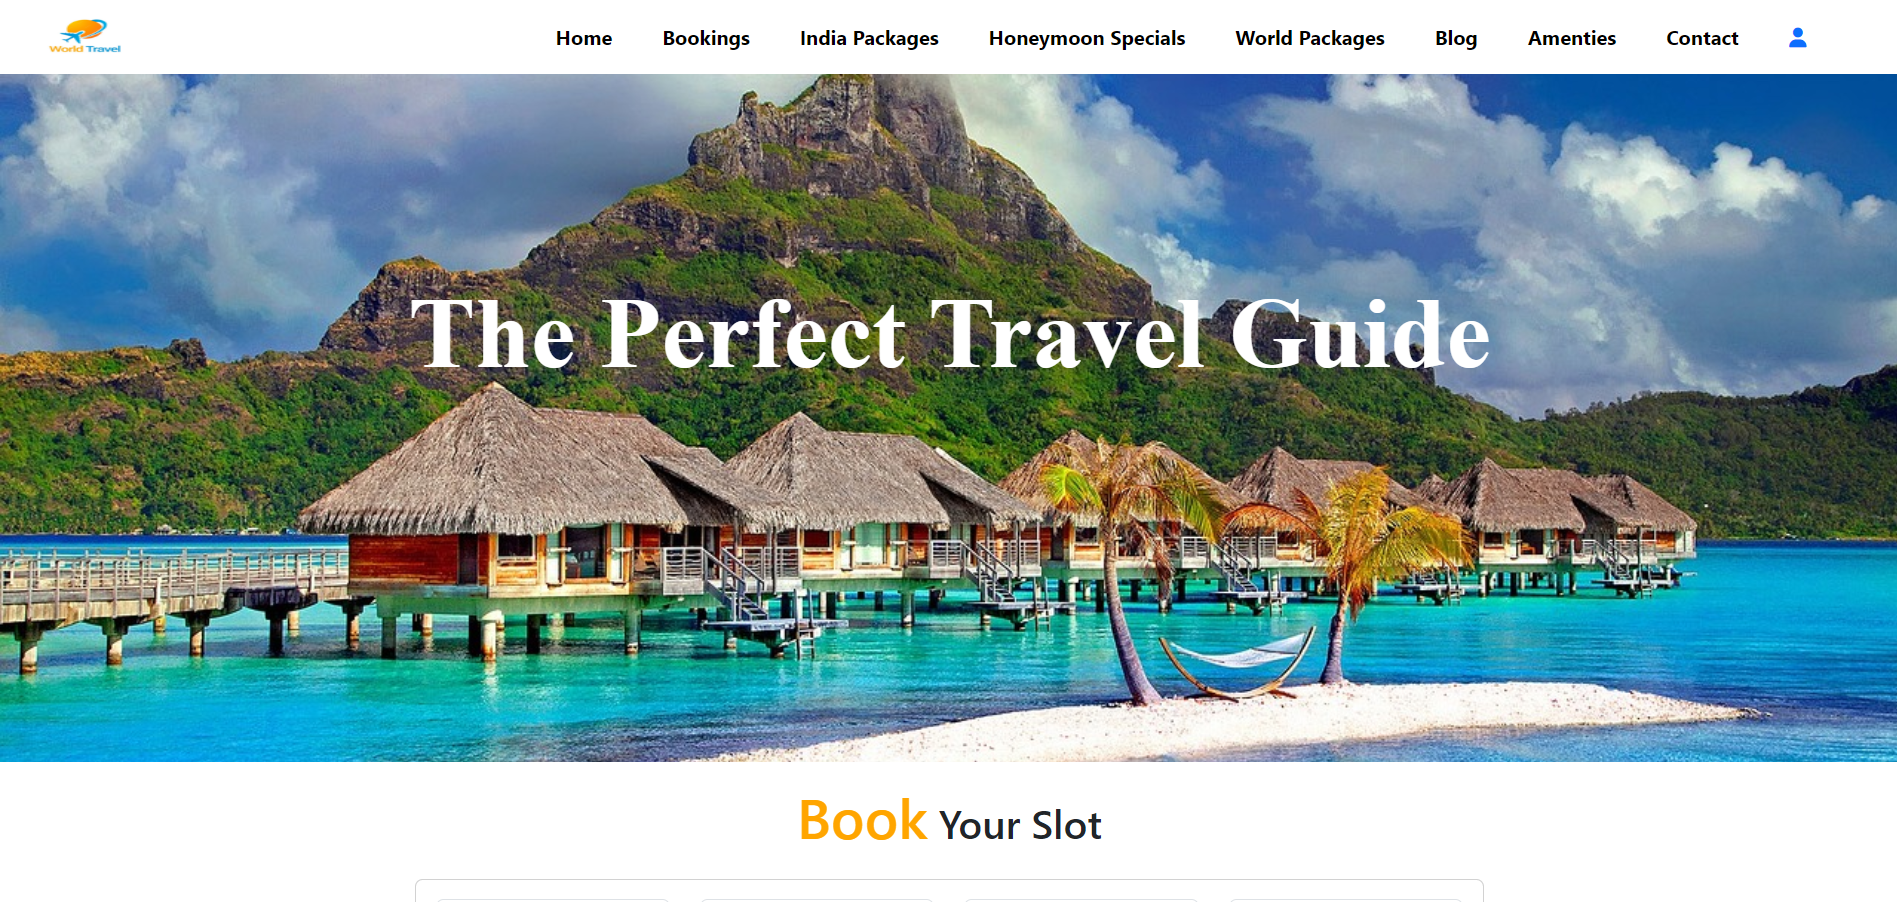 World Travel
Home Bookings India Packages Honeymoon Specials World Packages Blog Amenties Contact
The Perfect Travel Guide
Book Your Slot